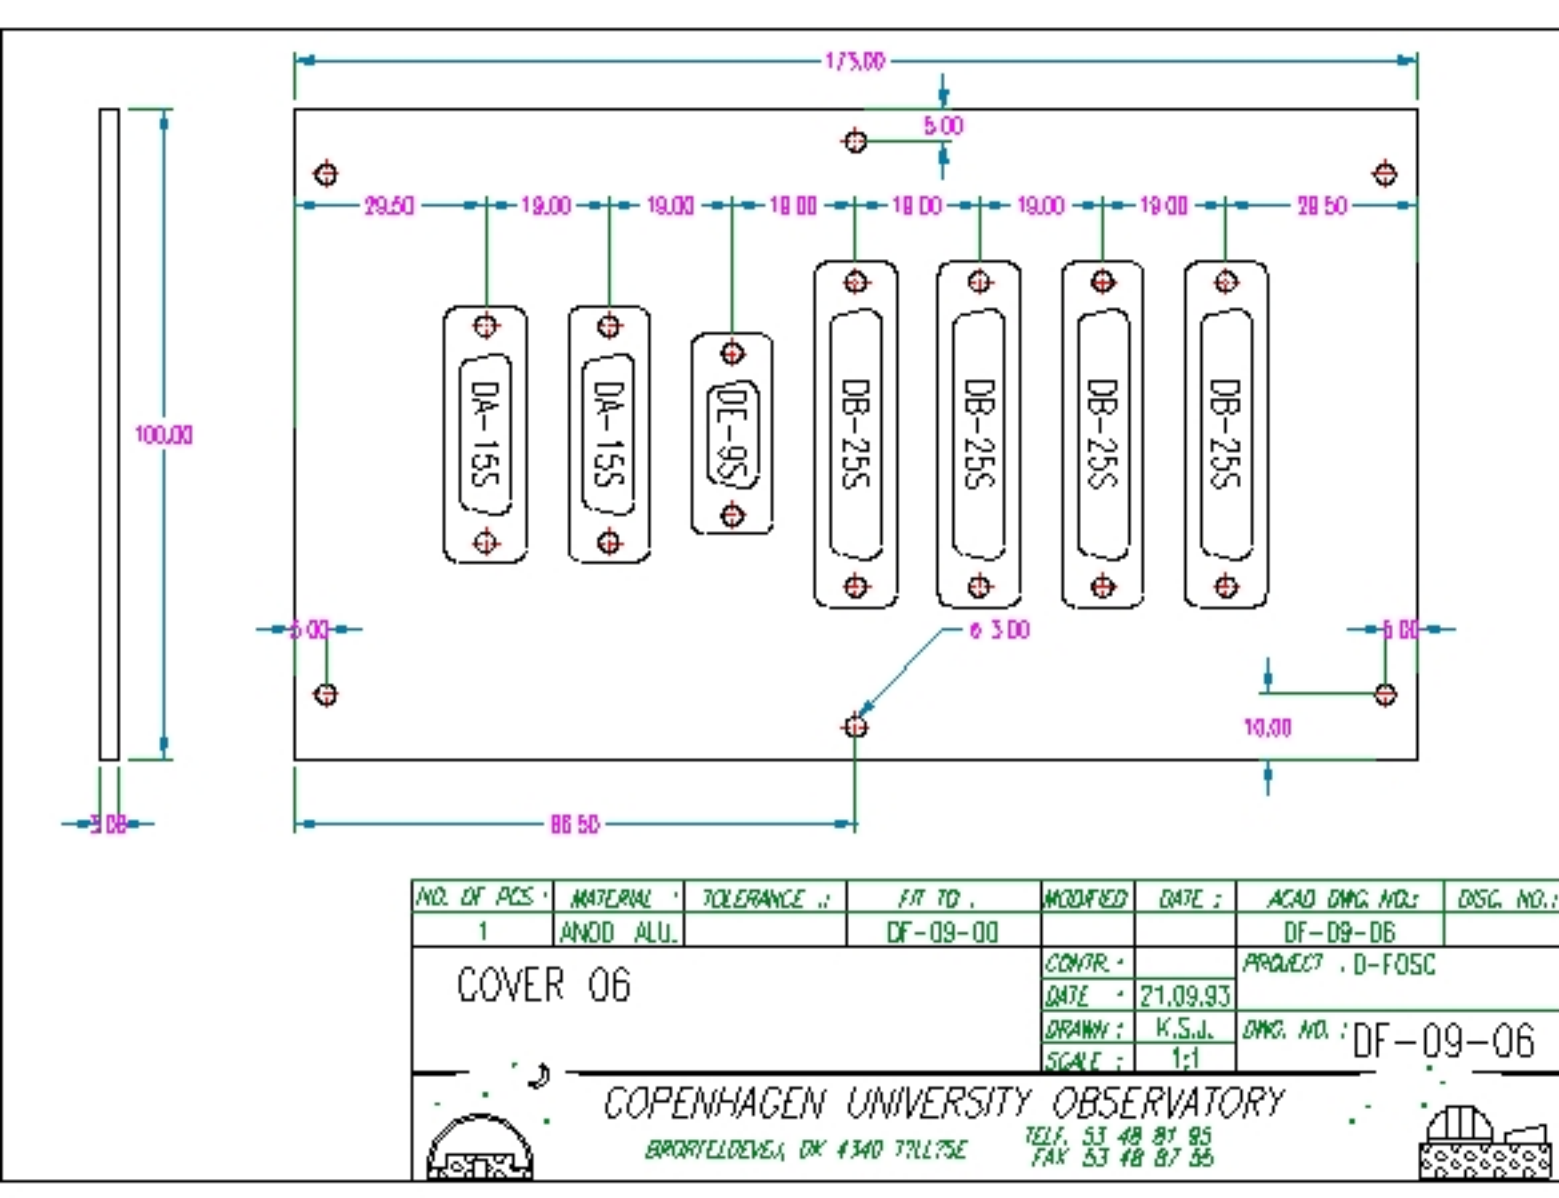 173.00
5.00
29.50 19.00 19.00 19.00 19.00 19.00 19.00 29.50
DA-15S DA-15S DE-9S DB-25S DB-25S DB-25S DB-25S
100.00
5.00 ø 3.00 5.00
10.00
3.00 86.50
NO. OF PCS : MATERIAL : TOLERANCE .: FIT TO : MODIFIED DATE : ACAD DWG. NO.: DISC. NO.:
1 ANOD ALU. DF-09-00 DF-09-06
COVER 06
CONTR. : PROJECT : D-FOSC
DATE : 21.09.93
DRAWN : K.S.J. DWG. NO. : DF-09-06
SCALE : 1:1
COPENHAGEN UNIVERSITY OBSERVATORY
DK 4340
TELF. 53 48 81 95
FAX 53 48 87 55